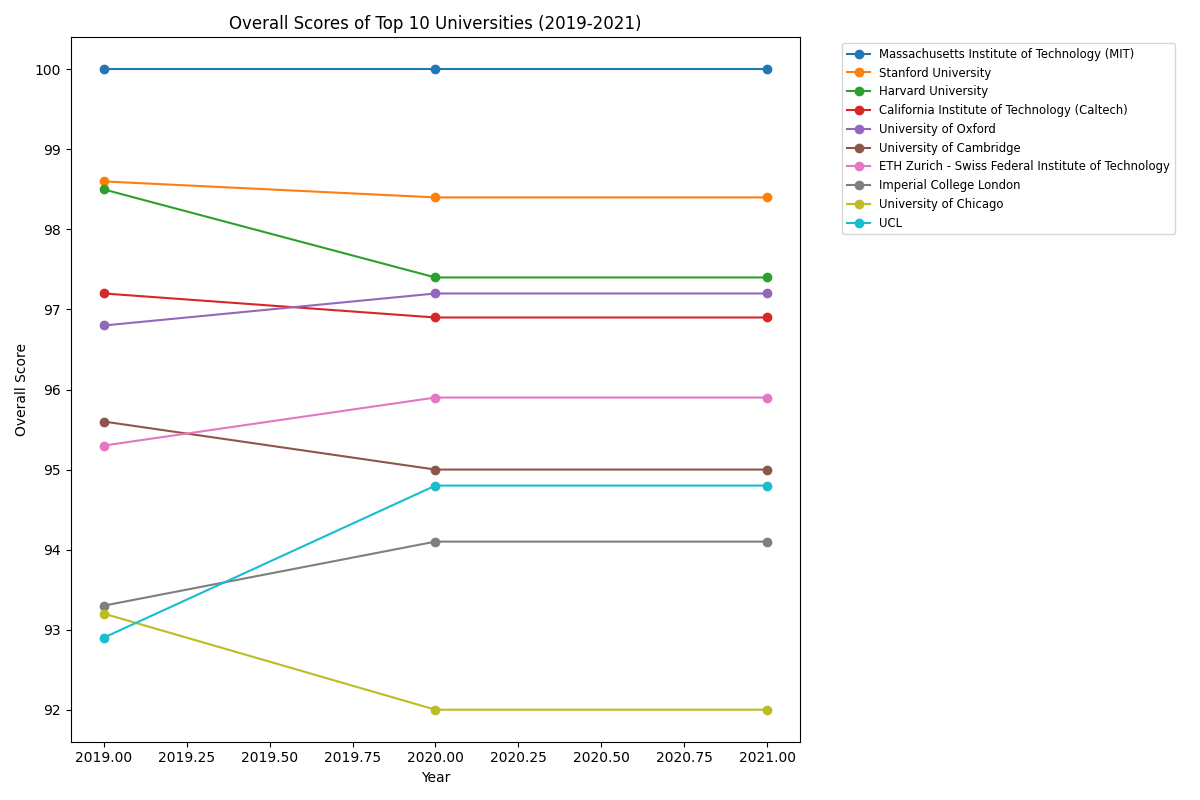 Overall Scores of Top 10 Universities (2019-2021)
Massachusetts Institute of Technology (MIT)
Stanford University
Harvard University
California Institute of Technology (Caltech)
University of Oxford
University of Cambridge
ETH Zurich - Swiss Federal Institute of Technology
Imperial College London
University of Chicago
UCL
Overall Score
100
99
98
97
96
95
94
93
92
2019.00 2019.25 2019.50 2019.75 2020.00 2020.25 2020.50 2020.75 2021.00
Year